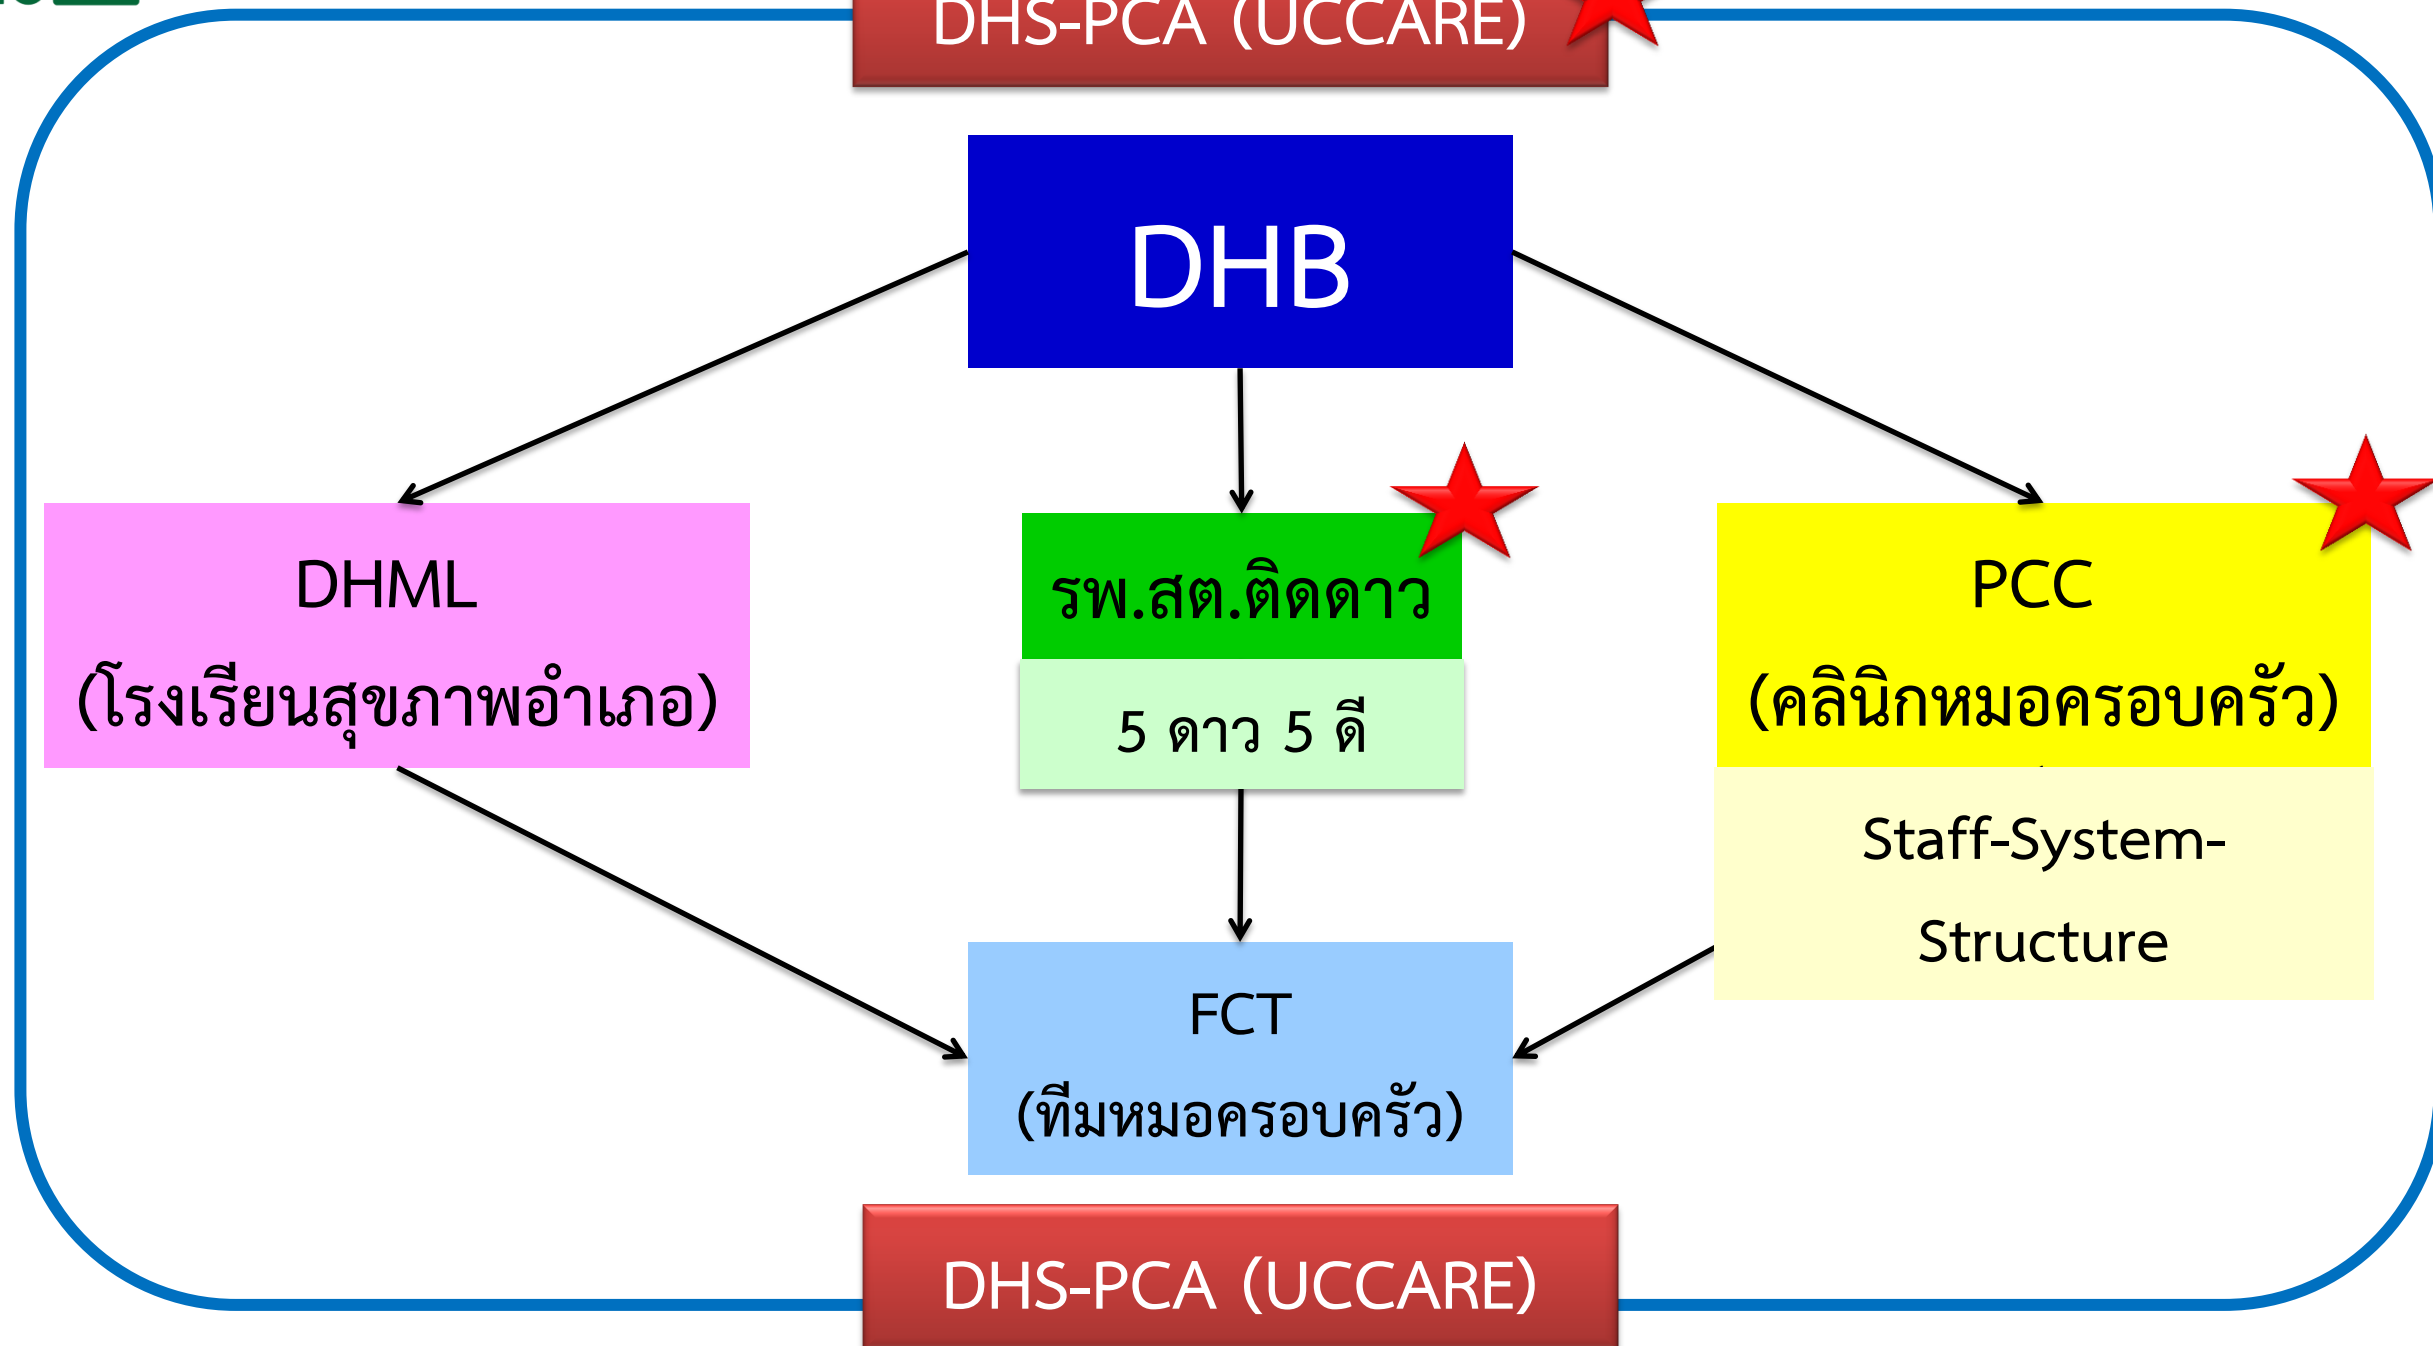 DHS-PCA (UCCARE)
DHB
DHML
(โรงเรียนสุขภาพอำเภอ)
รพ.สต.ติดดาว
5 ดาว 5 ดี
PCC
(คลินิกหมอครอบครัว)
Staff-System-
Structure
FCT
(ทีมหมอครอบครัว)
DHS-PCA (UCCARE)